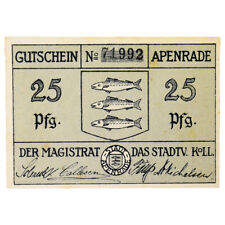 GUTSCHEIN No 71992 APENRADE
25 25
Pfg. Pfg.
DER MAGISTRAT DAS STADTV. KOLL.